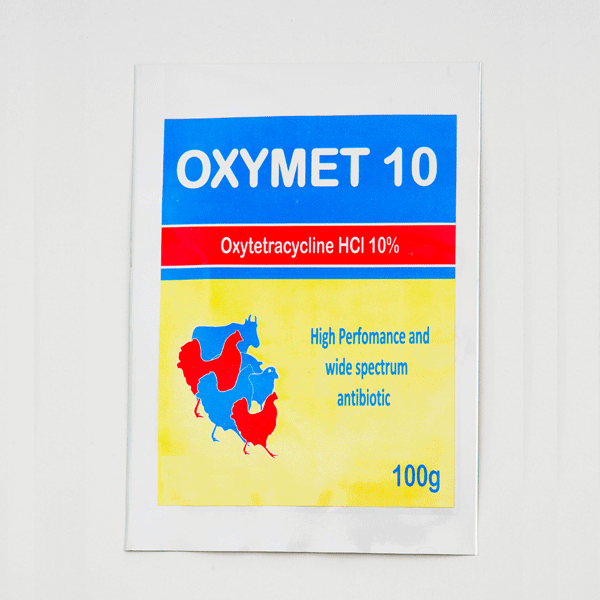 OXYMET 10
Oxytetracycline HCl 10%
High Perfomance and
wide spectrum
antibiotic
100g